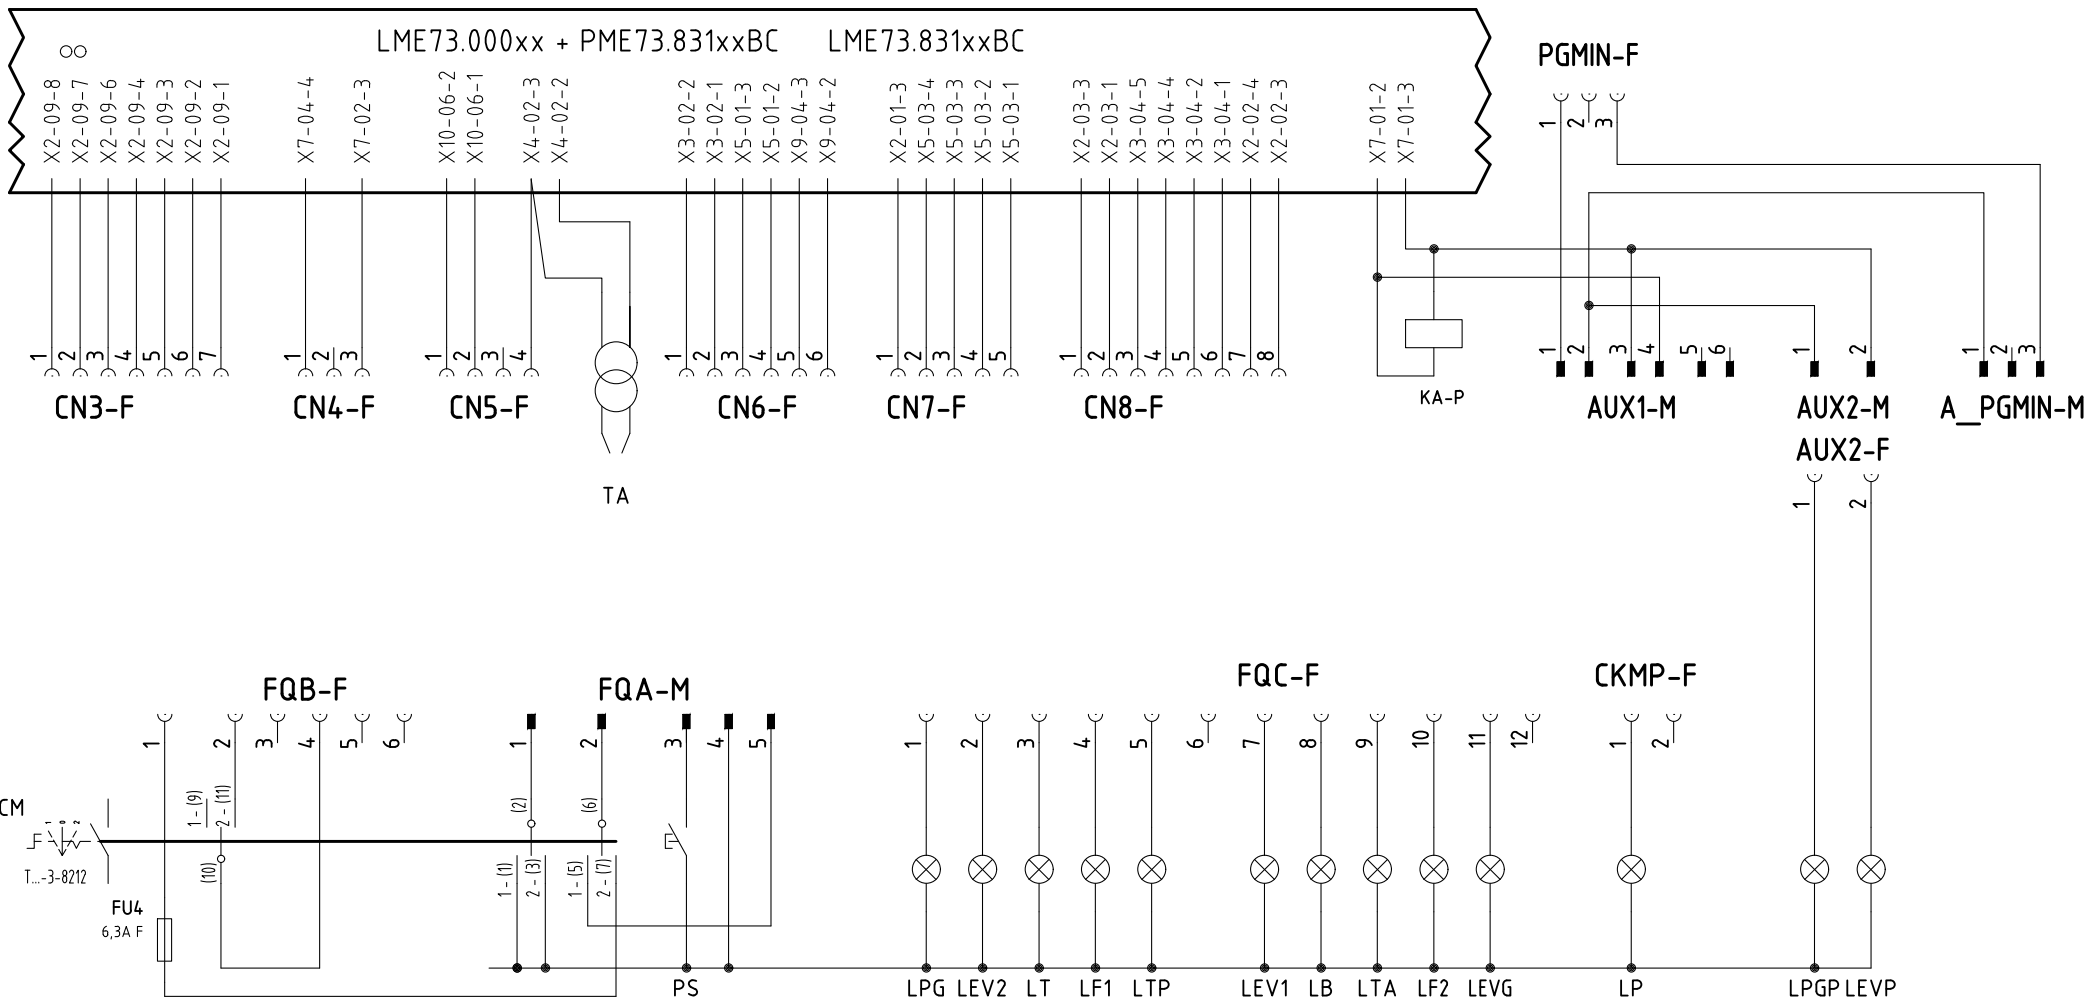 LME73.000xx + PME73.831xxBC LME73.831xxBC
PGMIN-F
X2-09-8
X2-09-7
X2-09-6
X2-09-4
X2-09-3
X2-09-2
X2-09-1
X7-04-4
X7-02-3
X10-06-2
X10-06-1
X4-02-3
X4-02-2
X3-02-2
X3-02-1
X5-01-3
X5-01-2
X9-04-3
X9-04-2
X2-01-3
X5-03-4
X5-03-3
X5-03-2
X5-03-1
X2-03-3
X2-03-1
X3-04-5
X3-04-4
X3-04-2
X3-04-1
X2-02-4
X2-02-3
X7-01-2
X7-01-3
1 2 3
1 2 3 4 5 6 7
1 2 3
1 2 3 4
1 2 3 4 5 6
1 2 3 4 5
1 2 3 4 5 6 7 8
1 2 3 4 5 6
1 2
1 2 3
CN3-F CN4-F CN5-F CN6-F CN7-F CN8-F KA-P AUX1-M AUX2-M A_PGMIN-M
AUX2-F
TA
1 2
FQB-F FQA-M FQC-F CKMP-F
1 2 3 4 5 6
1 2 3 4 5
1 2 3 4 5 6 7 8 9 10 11 12
1 2
CM
1 0 2
1-(9)
2-(11)
(2)
(6)
T...-3-8212
(10)
1-(1)
2-(3)
1-(5)
2-(7)
FU4
6,3A F
PS LPG LEV2 LT LF1 LTP LEV1 LB LTA LF2 LEVG LP LPGP LEVP